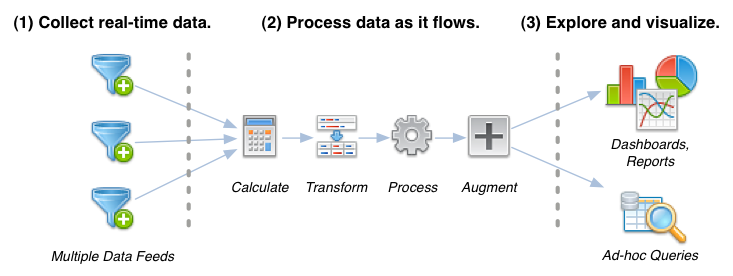 (1) Collect real-time data.
(2) Process data as it flows.
(3) Explore and visualize.
Calculate
Transform
Process
Augment
Dashboards,
Reports
Multiple Data Feeds
Ad-hoc Queries